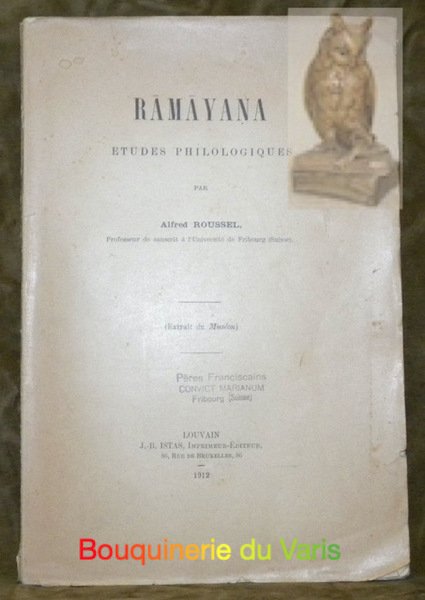 RĀMĀYAṆA
ETUDES PHILOLOGIQUES
PAR
Alfred ROUSSEL,
Professeur de sanscrit à l'Université de Fribourg (Suisse).
(Extrait du Muséon)
Pères Franciscains
CONVICT MARIANUM
Fribourg (Suisse)
LOUVAIN
J.-B. ISTAS, IMPRIMEUR-ÉDITEUR,
90, RUE DE BRUXELLES, 90
1912
Bouquinerie du Varis